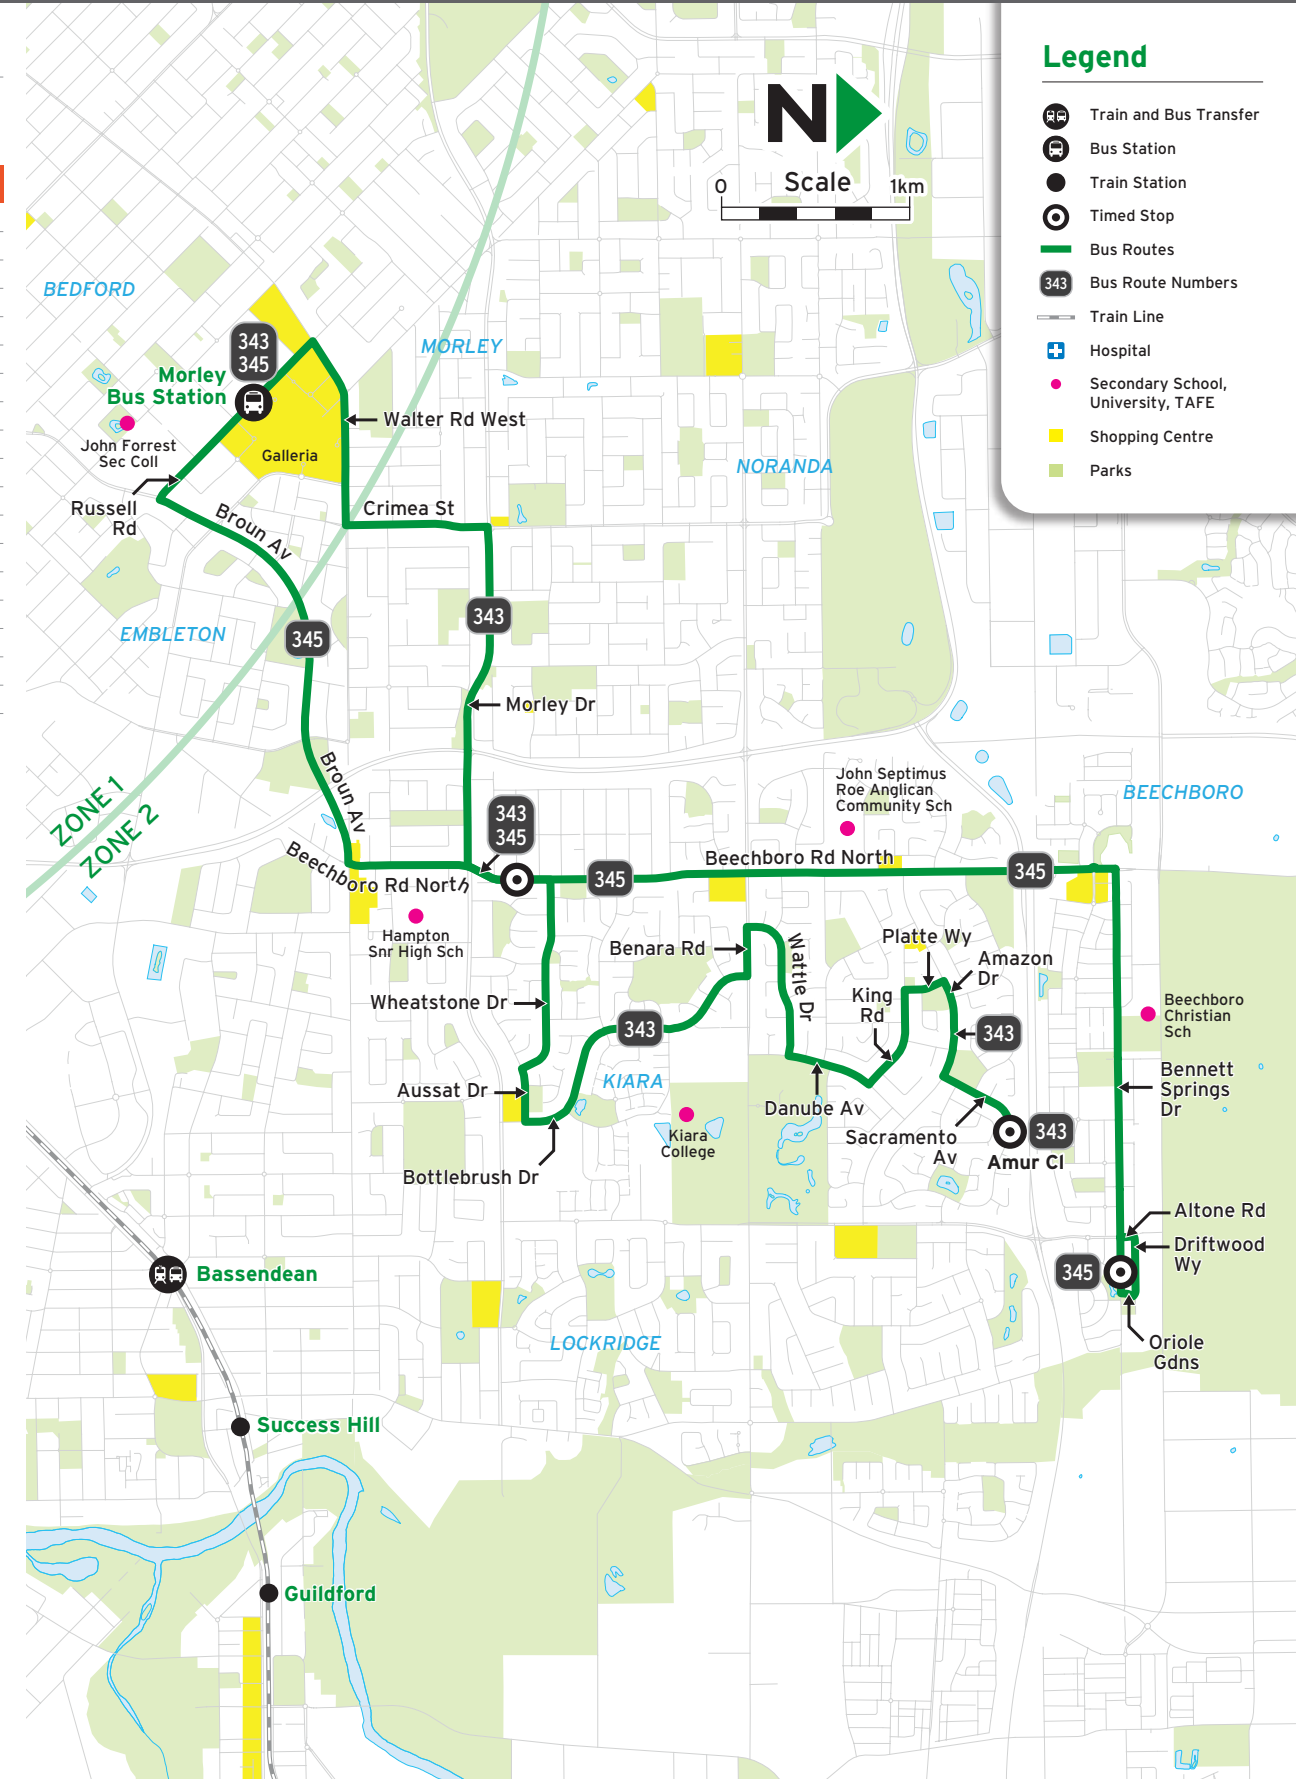 Legend
Train and Bus Transfer
Bus Station
Train Station
Timed Stop
Bus Routes
343
Bus Route Numbers
Train Line
Hospital
Secondary School,
University, TAFE
Shopping Centre
Parks
N
0
Scale
1km
BEDFORD
MORLEY
343
345
Morley
Bus Station
Walter Rd West
John Forrest
Sec Coll
Galleria
NORANDA
Russell
Rd
Broun Av
Crimea St
EMBLETON
345
343
Morley Dr
ZONE 1
ZONE 2
Broun Av
John Septimus
Roe Anglican
Community Sch
BEECHBORO
343
345
Beechboro Rd North
Beechboro Rd North
345
345
Hampton
Snr High Sch
Benara Rd
Wattle Dr
Platte Wy
Amazon
Dr
King
Rd
Wheatstone Dr
343
343
Beechboro
Christian
Sch
Aussat Dr
KIARA
Bennett
Springs
Dr
Danube Av
Kiara
College
Sacramento
Av
343
Amur Cl
Bottlebrush Dr
Altone Rd
Driftwood
Wy
345
Bassendean
Oriole
Gdns
LOCKRIDGE
Success Hill
Guildford